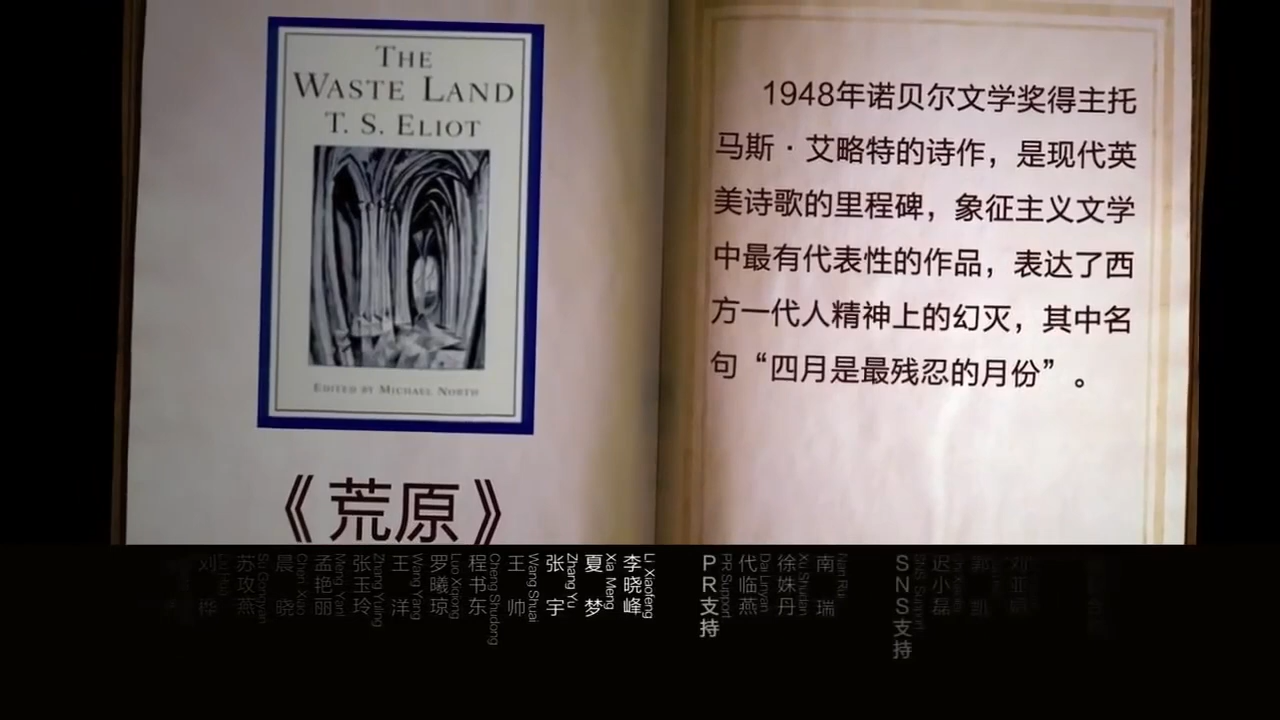 THE
WASTE LAND
T. S. ELIOT
EDITED BY MICHAEL NORTH
《荒原》
1948年诺贝尔文学奖得主托
马斯·艾略特的诗作，是现代英
美诗歌的里程碑，象征主义文学
中最有代表性的作品，表达了西
方一代人精神上的幻灭，其中名
句“四月是最残忍的月份”。
苏玫燕
晨晓
Chen Xiao
孟艳丽
Meng Yanli
张玉玲
Zhang Yuling
王洋
Wang Yang
罗曦琼
Luo Xiqiong
程书东
Cheng Shudong
王帅
Wang Shuai
张宇
Zhang Yu
夏梦
Xia Meng
李晓峰
Li Xiaofeng
PR支持
PR Support
代临燕
Dai Linyan
徐姝丹
Xu Shudan
南瑞
Nan Rui
SNS支持
SNS Support
迟小磊